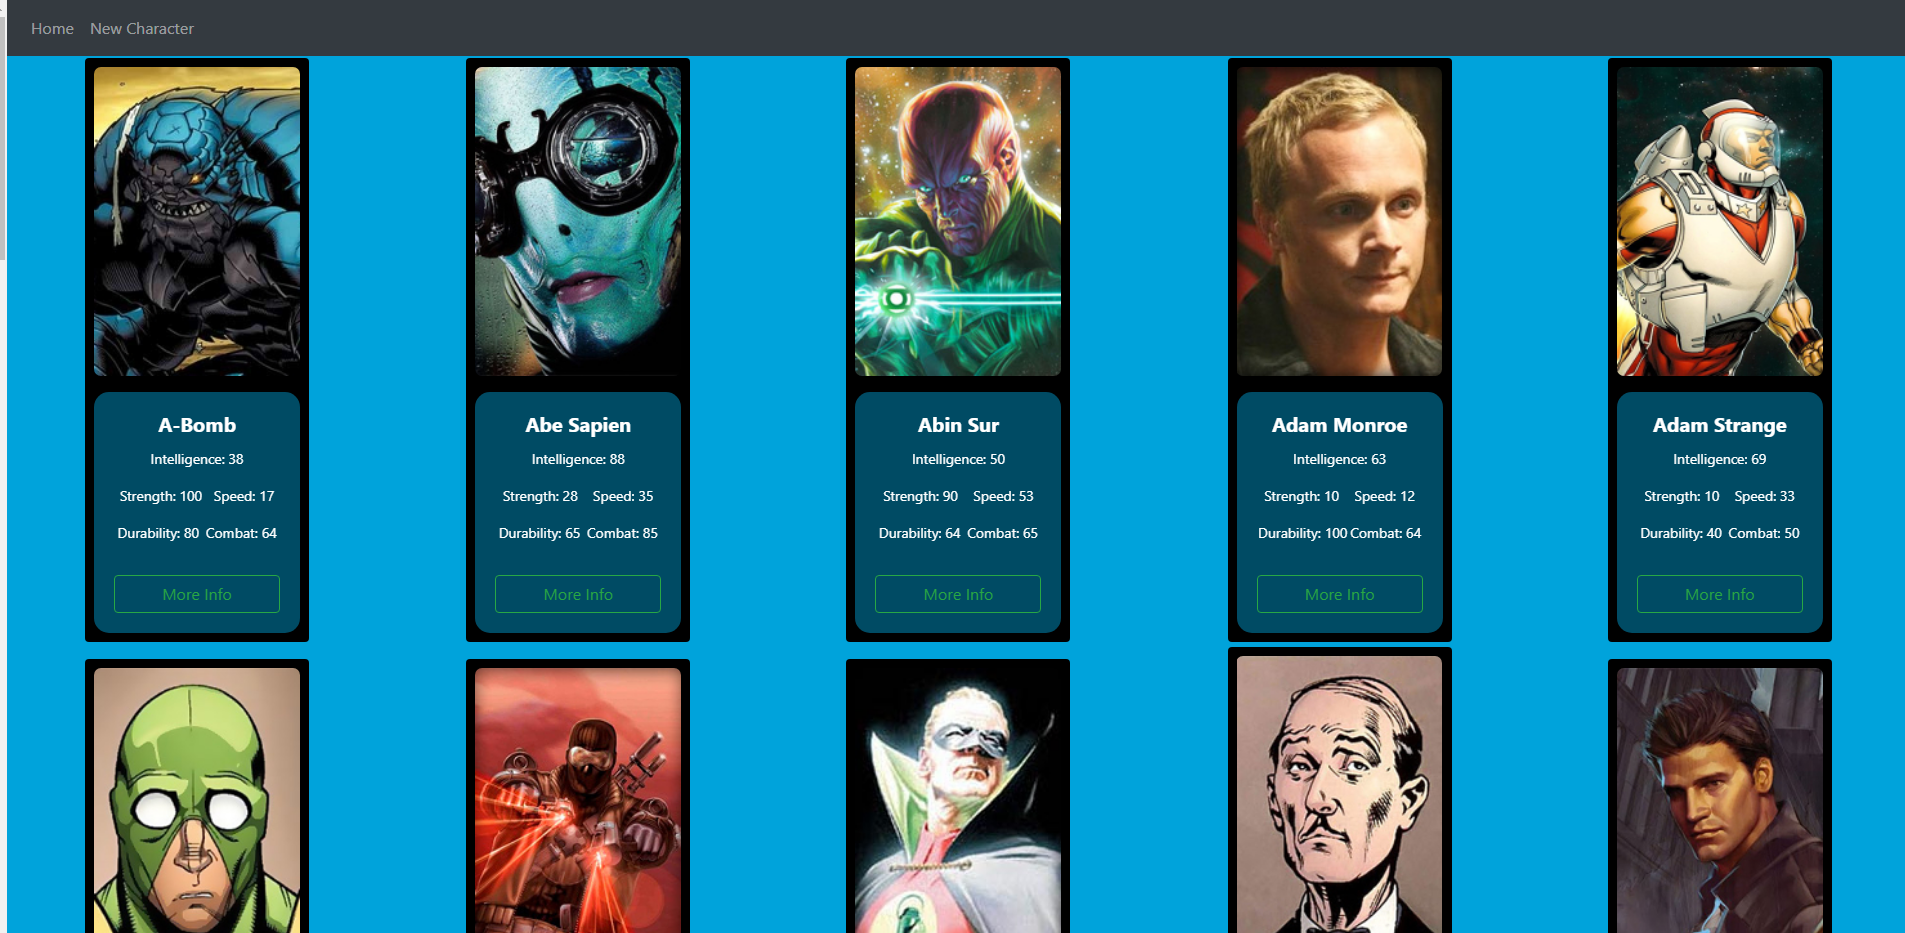 Home New Character
A-Bomb
Intelligence: 38
Strength: 100 Speed: 17
Durability: 80 Combat: 64
More Info
Abe Sapien
Intelligence: 88
Strength: 28 Speed: 35
Durability: 65 Combat: 85
More Info
Abin Sur
Intelligence: 50
Strength: 90 Speed: 53
Durability: 64 Combat: 65
More Info
Adam Monroe
Intelligence: 63
Strength: 10 Speed: 12
Durability: 100 Combat: 64
More Info
Adam Strange
Intelligence: 69
Strength: 10 Speed: 33
Durability: 40 Combat: 50
More Info